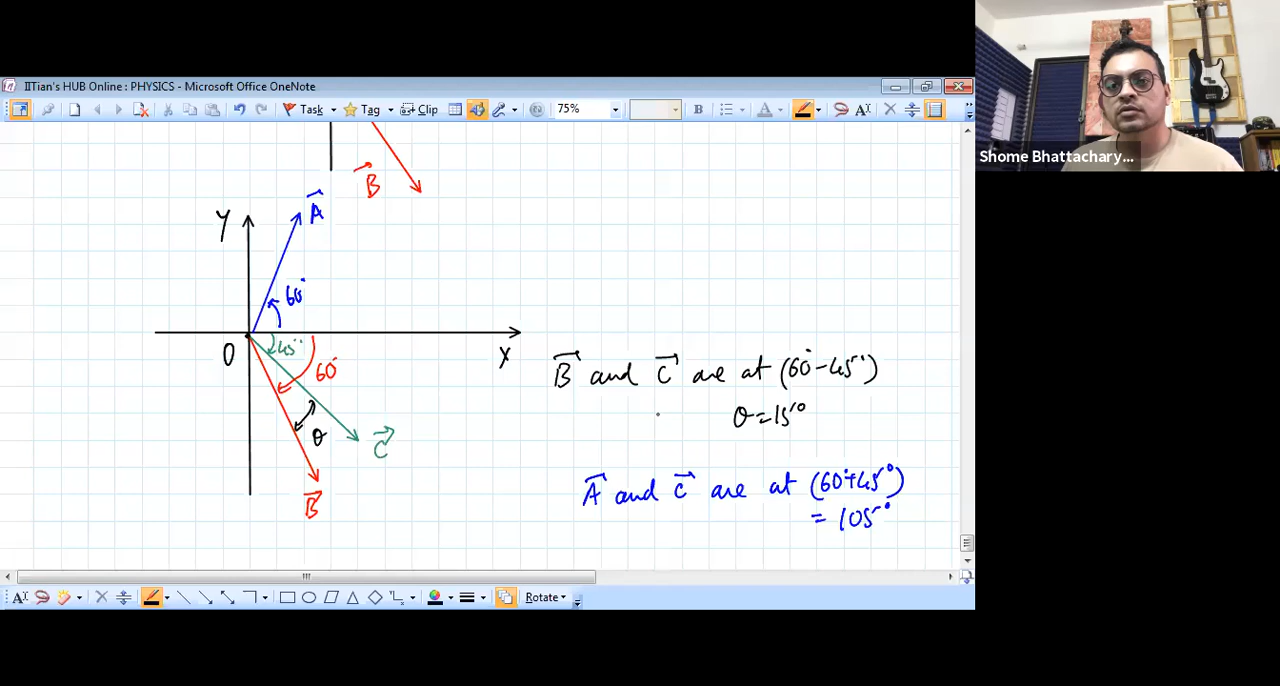 IITian's HUB Online : PHYSICS - Microsoft Office OneNote
Task
Tag
Clip
75%
B
A
Shome Bhattachary...
B
Y
A
60°
O
45°
60°
X
θ
C
B
B and C are at (60°-45°)
θ=15°
A and C are at (60°+45°)
= 105°
A
Rotate